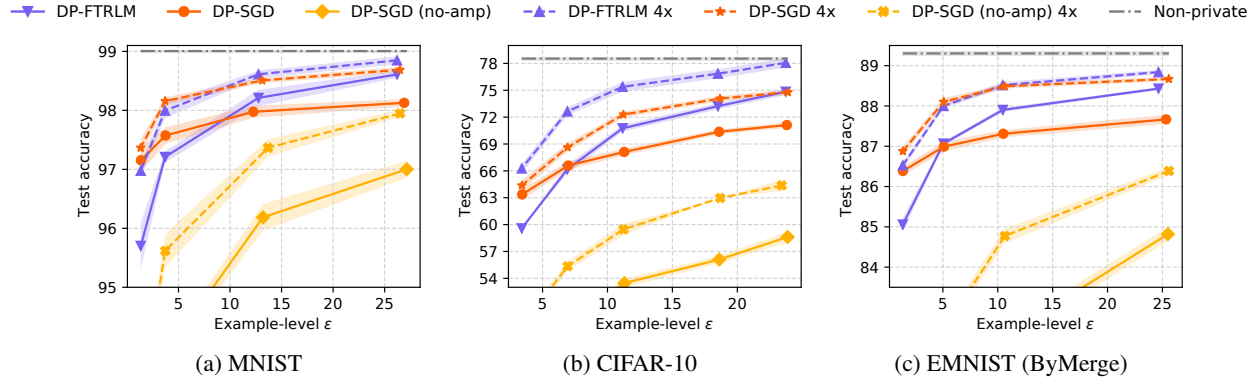 DP-FTRLM DP-SGD DP-SGD (no-amp) DP-FTRLM 4x DP-SGD 4x DP-SGD (no-amp) 4x Non-private
99
98
97
96
95
Test accuracy
5 10 15 20 25
Example-level ε
(a) MNIST
78
75
72
69
66
63
60
57
54
Test accuracy
5 10 15 20
Example-level ε
(b) CIFAR-10
89
88
87
86
85
84
Test accuracy
5 10 15 20 25
Example-level ε
(c) EMNIST (ByMerge)